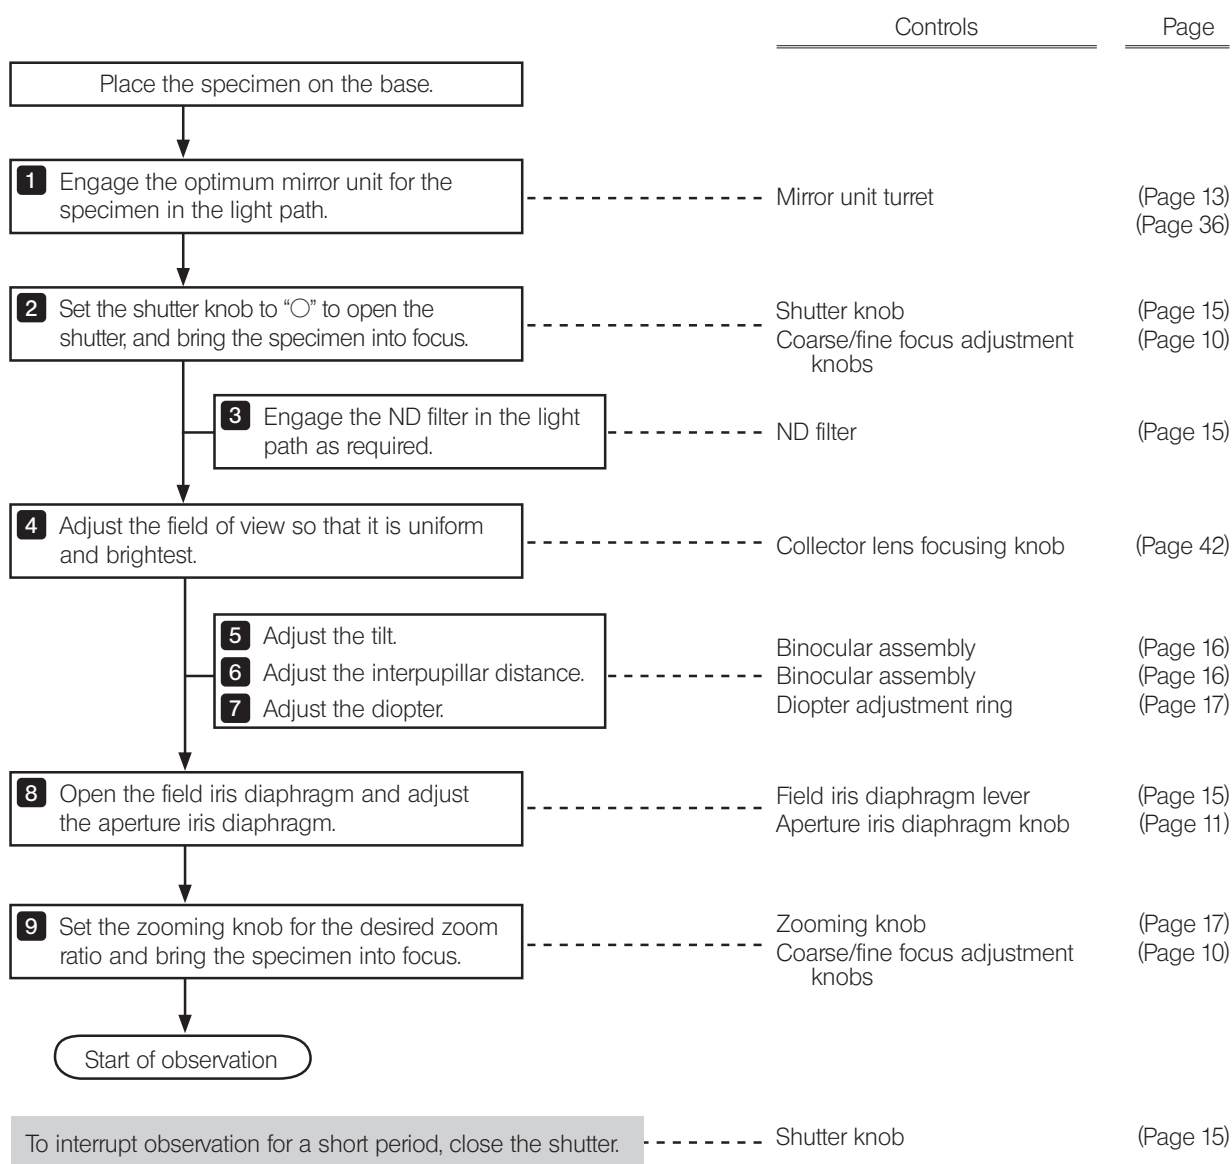 Controls Page
Place the specimen on the base.
1 Engage the optimum mirror unit for the
specimen in the light path.
Mirror unit turret (Page 13)
(Page 36)
2 Set the shutter knob to “○” to open the
shutter, and bring the specimen into focus.
Shutter knob (Page 15)
Coarse/fine focus adjustment (Page 10)
knobs
3 Engage the ND filter in the light
path as required.
ND filter (Page 15)
4 Adjust the field of view so that it is uniform
and brightest.
Collector lens focusing knob (Page 42)
5 Adjust the tilt.
6 Adjust the interpupillar distance.
7 Adjust the diopter.
Binocular assembly (Page 16)
Binocular assembly (Page 16)
Diopter adjustment ring (Page 17)
8 Open the field iris diaphragm and adjust
the aperture iris diaphragm.
Field iris diaphragm lever (Page 15)
Aperture iris diaphragm knob (Page 11)
9 Set the zooming knob for the desired zoom
ratio and bring the specimen into focus.
Zooming knob (Page 17)
Coarse/fine focus adjustment (Page 10)
knobs
Start of observation
To interrupt observation for a short period, close the shutter.
Shutter knob (Page 15)